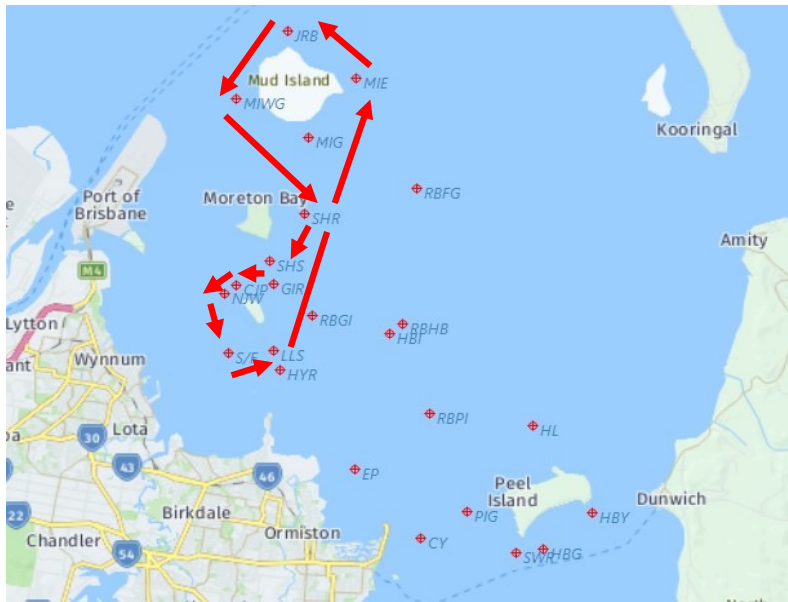 JRB
Mud Island
MIE
MIWG
MIG
Kooringal
Port of
Brisbane
Moreton Bay
RBFG
SHR
Amity
SHS
M4
CJP
GIR
NJW
RBGI
RBHB
HBI
Lytton
Wynnum
S/F
LLS
HYR
Lota
30
43
46
RBPI
HL
EP
Peel
Island
Dunwich
22
Birkdale
PIG
HBY
Chandler
54
Ormiston
CY
SWR
HBG